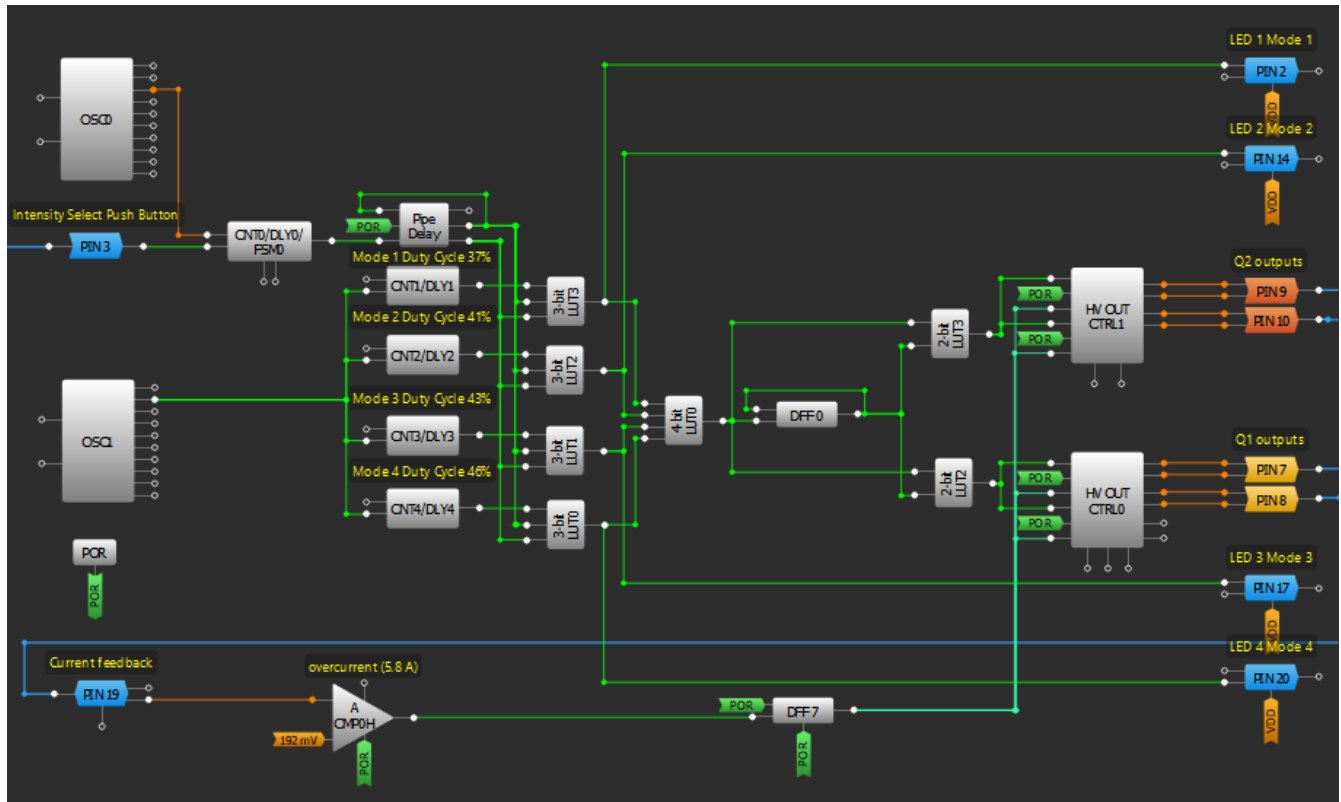 LED 1 Mode 1
PIN 2
VDD
LED 2 Mode 2
PIN 14
VDD
OSC0
Intensity Select Push Button
PIN 3
CNT0/DLY0/
FSM0
POR
Pipe
Delay
Mode 1 Duty Cycle 37%
CNT1/DLY1
3-bit
LUT3
Mode 2 Duty Cycle 41%
CNT2/DLY2
3-bit
LUT2
Mode 3 Duty Cycle 43%
CNT3/DLY3
3-bit
LUT1
Mode 4 Duty Cycle 46%
CNT4/DLY4
3-bit
LUT0
OSC1
4-bit
LUT0
DFF 0
2-bit
LUT3
2-bit
LUT2
POR
HV OUT
CTRL1
POR
Q2 outputs
PIN 9
PIN 10
POR
HV OUT
CTRL0
POR
Q1 outputs
PIN 7
PIN 8
POR
POR
LED 3 Mode 3
PIN 17
VDD
LED 4 Mode 4
PIN 20
VDD
Current feedback
PIN 19
overcurrent (5.8 A)
A
CMP0H
192 mV
POR
POR
DFF 7
POR